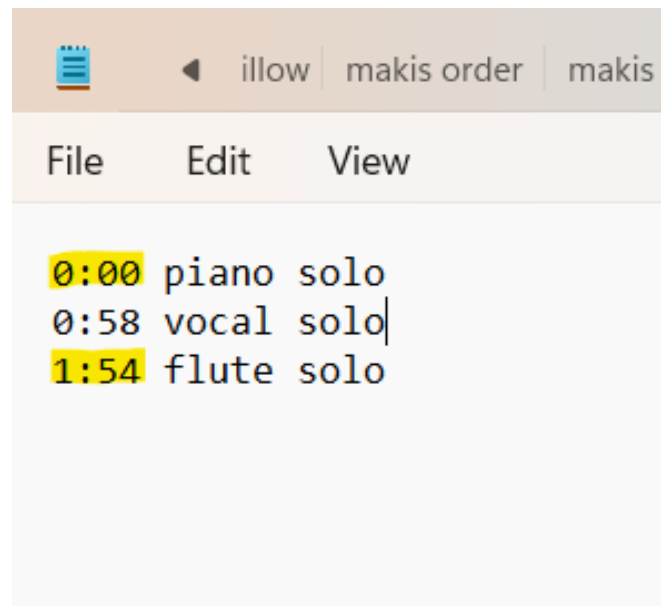 illow makis order makis
File Edit View
0:00 piano solo
0:58 vocal solo
1:54 flute solo